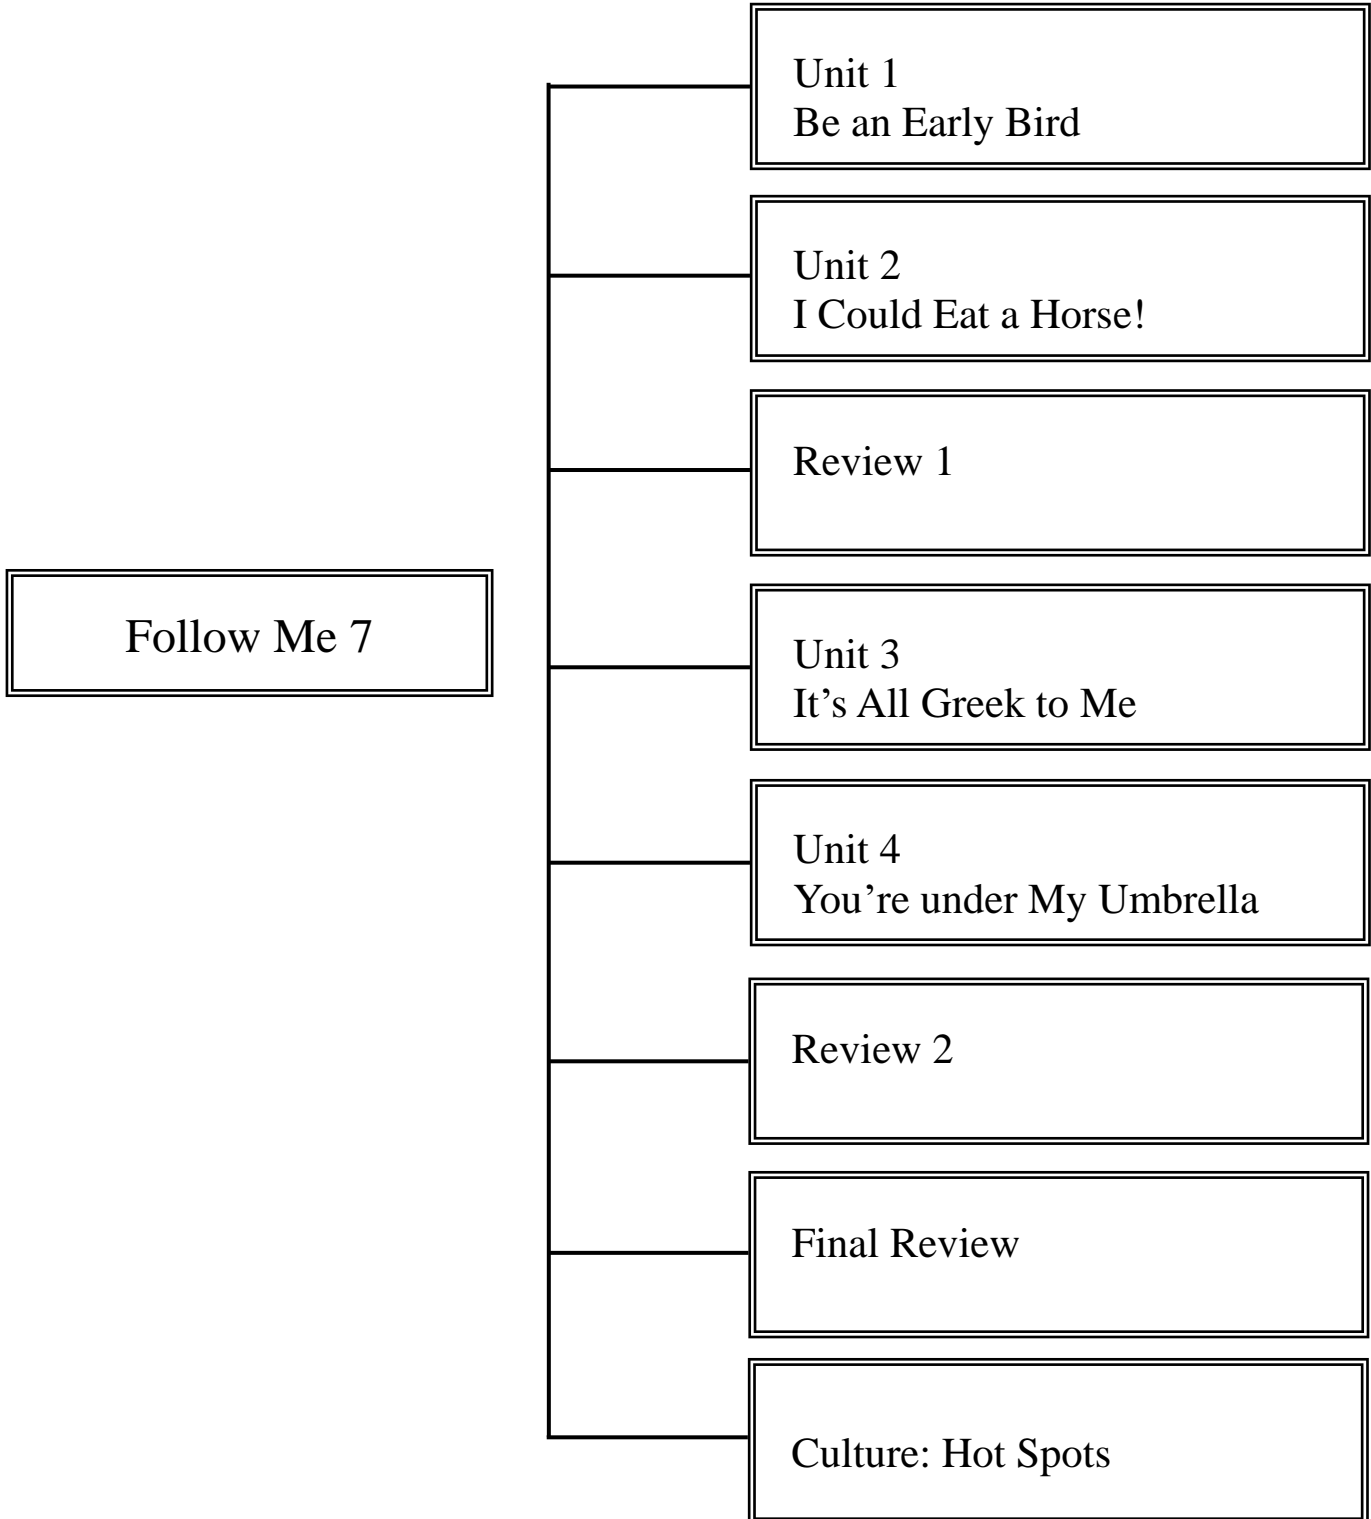 Follow Me 7
Unit 1
Be an Early Bird
Unit 2
I Could Eat a Horse!
Review 1
Unit 3
It’s All Greek to Me
Unit 4
You’re under My Umbrella
Review 2
Final Review
Culture: Hot Spots